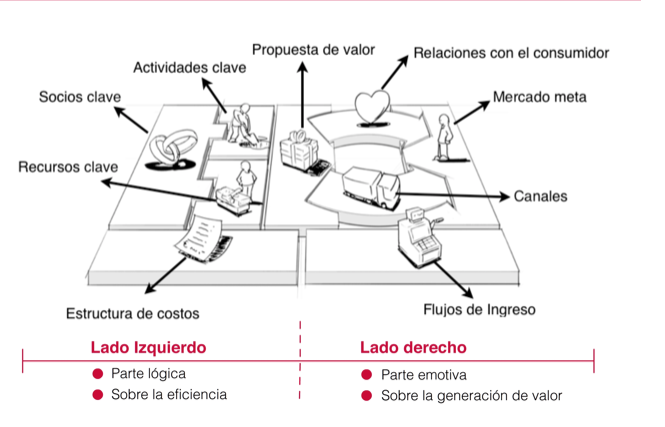 Propuesta de valor
Relaciones con el consumidor
Actividades clave
Socios clave
Mercado meta
Recursos clave
Canales
Estructura de costos
Flujos de Ingreso
Lado Izquierdo
Parte lógica
Sobre la eficiencia
Lado derecho
Parte emotiva
Sobre la generación de valor